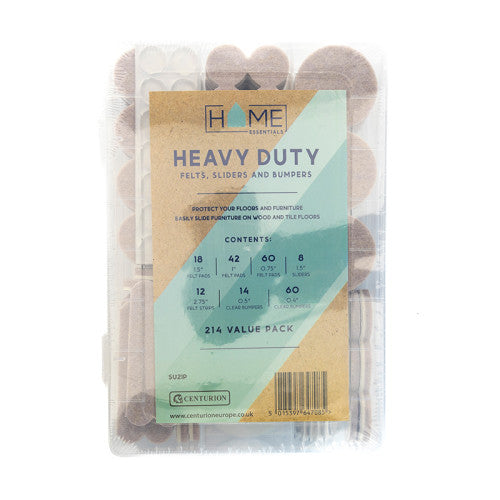 HOME
ESSENTIALS
HEAVY DUTY
FELTS, SLIDERS AND BUMPERS
PROTECT YOUR FLOORS AND FURNITURE
EASILY SLIDE FURNITURE ON WOOD AND TILE FLOORS
CONTENTS:
18 42 60 8
1.5" 1" 0.75" 1.5"
FELT PADS FELT PADS FELT PADS SLIDERS
12 14 60
2.75" 0.5" 0.4"
FELT STRIPS CLEAR BUMPERS CLEAR BUMPERS
214 VALUE PACK
SU21P
CENTURION
www.centurioneurope.co.uk